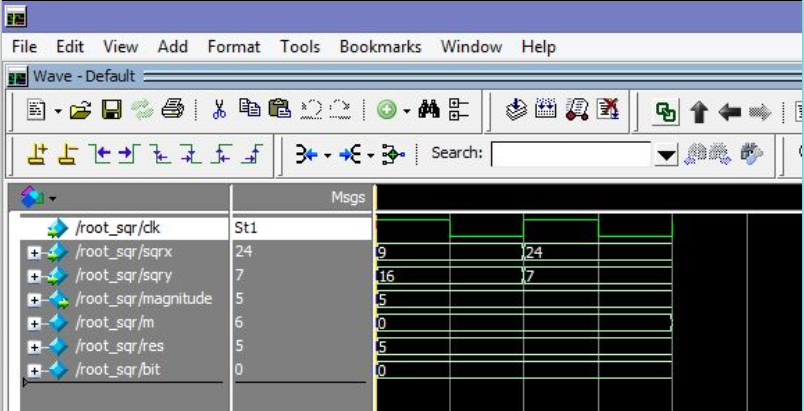 File Edit View Add Format Tools Bookmarks Window Help
Wave - Default
Search:
Msgs
/root_sqr/clk St1
/root_sqr/sqrx 24 9 24
/root_sqr/sqry 7 16 7
/root_sqr/magnitude 5 5
/root_sqr/m 6 0
/root_sqr/res 5 5
/root_sqr/bit 0 0